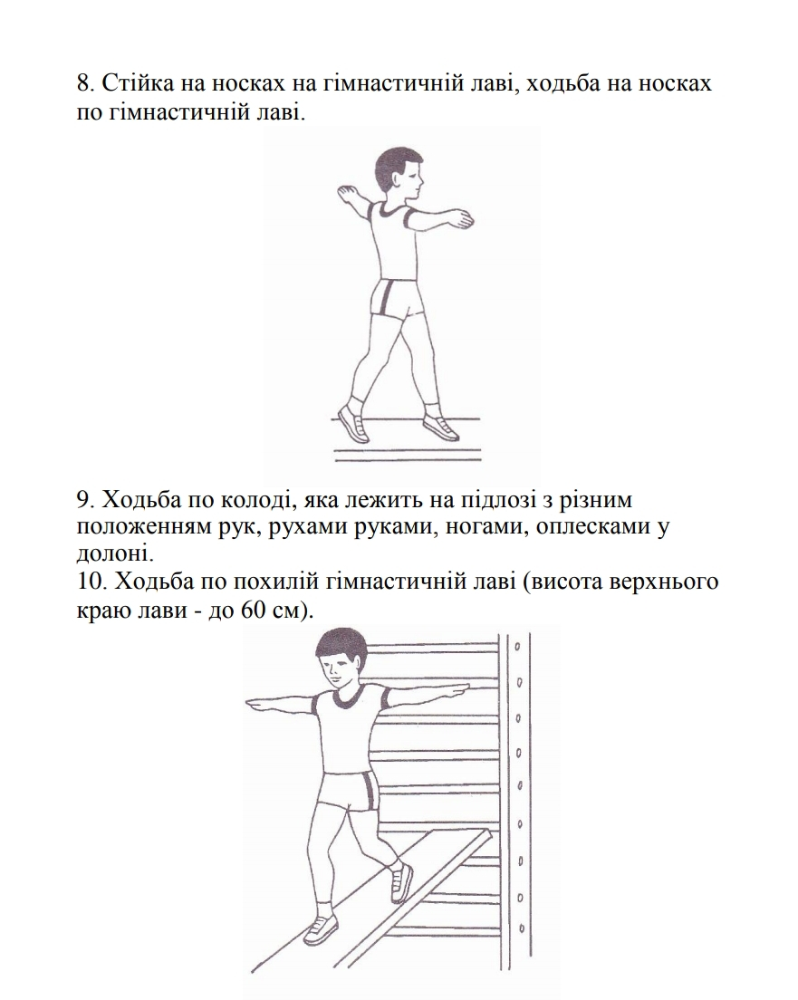 8. Стійка на носках на гімнастичній лаві, ходьба на носках
по гімнастичній лаві.
9. Ходьба по колоді, яка лежить на підлозі з різним
положенням рук, рухами руками, ногами, оплесками у
долоні.
10. Ходьба по похилій гімнастичній лаві (висота верхнього
краю лави - до 60 см).